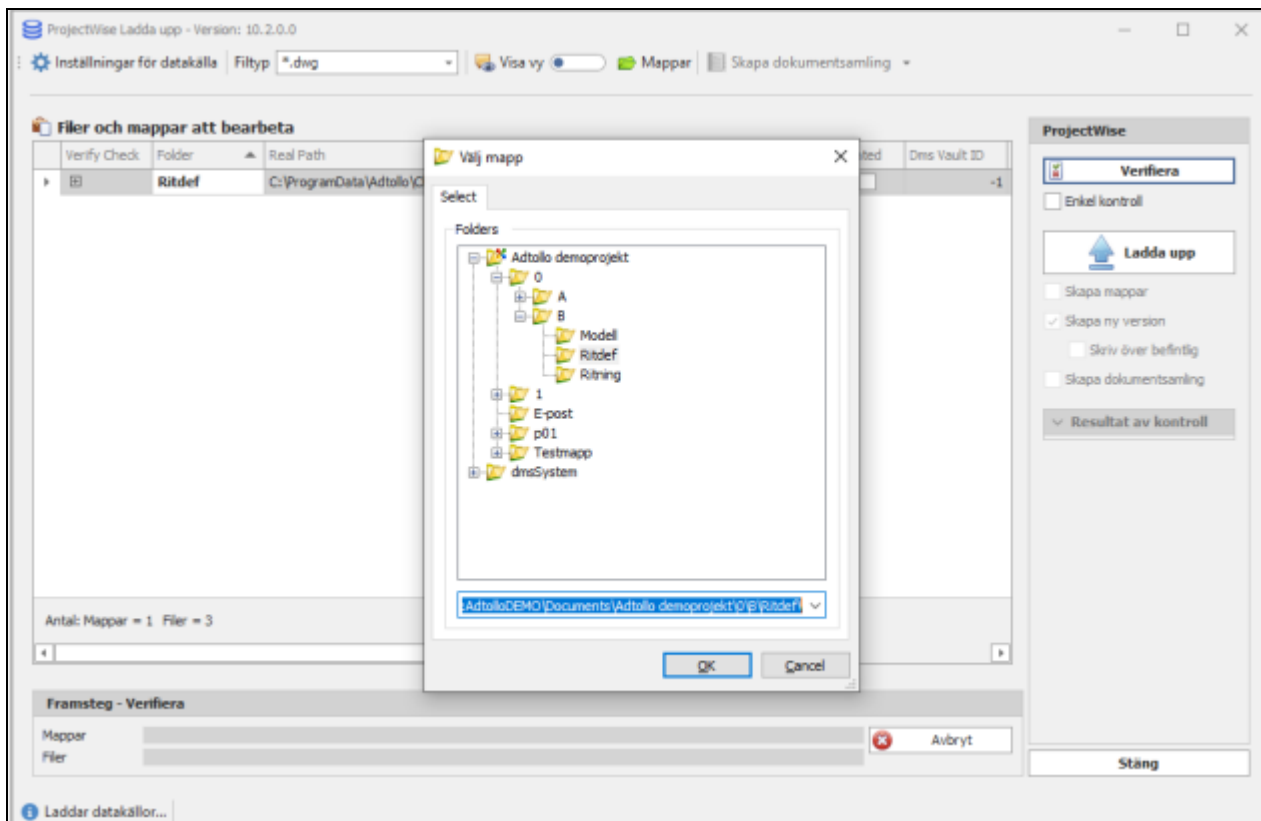 ProjectWise Ladda upp - Version: 10.2.0.0
Inställningar för datakälla Filtyp *.dwg Visa vy Mappar Skapa dokumentsamling
Filer och mappar att bearbeta
Verify Check Folder Real Path Dms Vault ID
Ritdef C:\ProgramData\Adtollo\ -1
Antal: Mappar = 1 Filer = 3
Välj mapp
Select
Folders
Adtollo demoprojekt
0
A
B
Modell
Ritdef
Ritning
1
E-post
p01
Testmapp
dmsSystem
:AdtolloDEMO\Documents\Adtollo demoprojekt\0\B\Ritdef\
OK Cancel
ProjectWise
Verifiera
Enkel kontroll
Ladda upp
Skapa mappar
Skapa ny version
Skriv över befintlig
Skapa dokumentsamling
Resultat av kontroll
Framsteg - Verifiera
Mappar
Filer
Avbryt
Stäng
Laddar datakällor...